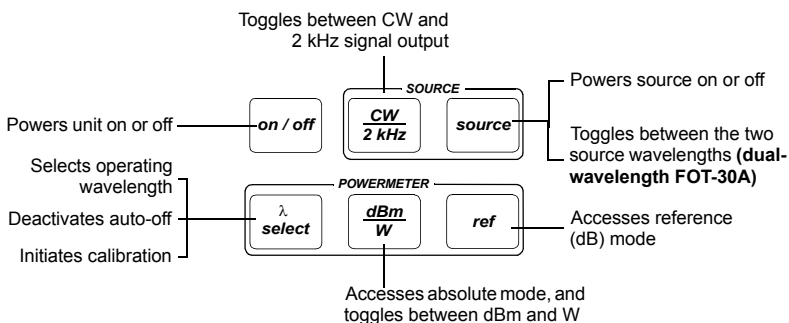 Toggles between CW and
2 kHz signal output
SOURCE
Powers source on or off
Powers unit on or off
on / off
CW
2 kHz
source
Toggles between the two
source wavelengths (dual-
wavelength FOT-30A)
Selects operating
wavelength
Deactivates auto-off
Initiates calibration
POWERMETER
λ
select
dBm
W
ref
Accesses reference
(dB) mode
Accesses absolute mode, and
toggles between dBm and W